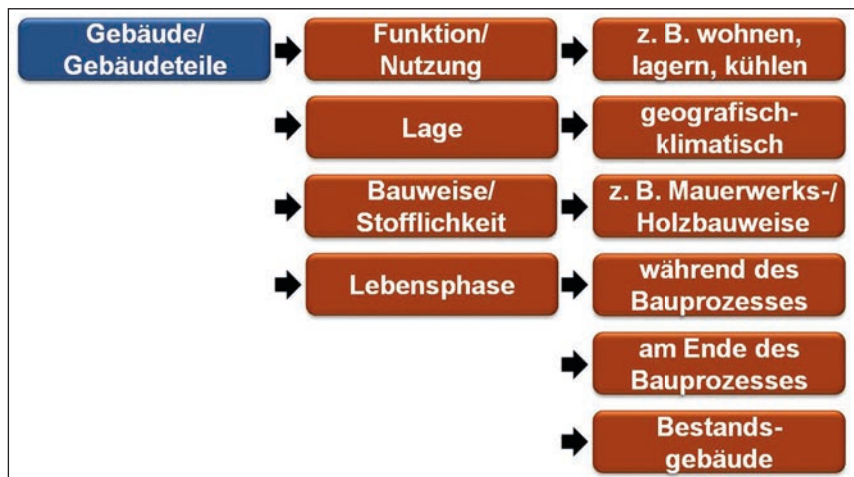 Gebäude/
Gebäudeteile
Funktion/
Nutzung
z. B. wohnen,
lagern, kühlen
Lage
geografisch-
klimatisch
Bauweise/
Stofflichkeit
z. B. Mauerwerks-/
Holzbauweise
Lebensphase
während des
Bauprozesses
am Ende des
Bauprozesses
Bestands-
gebäude